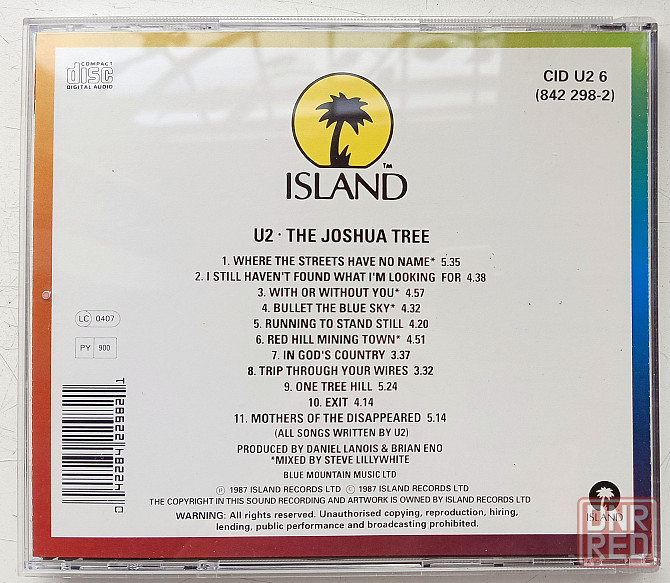 COMPACT
disc
DIGITAL AUDIO
CID U2 6
(842 298-2)
TM
ISLAND
U2 · THE JOSHUA TREE
1. WHERE THE STREETS HAVE NO NAME* 5.35
2. I STILL HAVEN'T FOUND WHAT I'M LOOKING FOR 4.38
3. WITH OR WITHOUT YOU* 4.57
4. BULLET THE BLUE SKY* 4.32
5. RUNNING TO STAND STILL 4.20
6. RED HILL MINING TOWN* 4.51
7. IN GOD'S COUNTRY 3.37
8. TRIP THROUGH YOUR WIRES 3.32
9. ONE TREE HILL 5.24
10. EXIT 4.14
11. MOTHERS OF THE DISAPPEARED 5.14
(ALL SONGS WRITTEN BY U2)
LC 0407
PY 900
PRODUCED BY DANIEL LANOIS & BRIAN ENO
*MIXED BY STEVE LILLYWHITE
BLUE MOUNTAIN MUSIC LTD
Ⓟ 1987 ISLAND RECORDS LTD © 1987 ISLAND RECORDS LTD
THE COPYRIGHT IN THIS SOUND RECORDING AND ARTWORK IS OWNED BY ISLAND RECORDS LTD
WARNING: All rights reserved. Unauthorised copying, reproduction, hiring,
lending, public performance and broadcasting prohibited.
ISLAND
DNR
RED